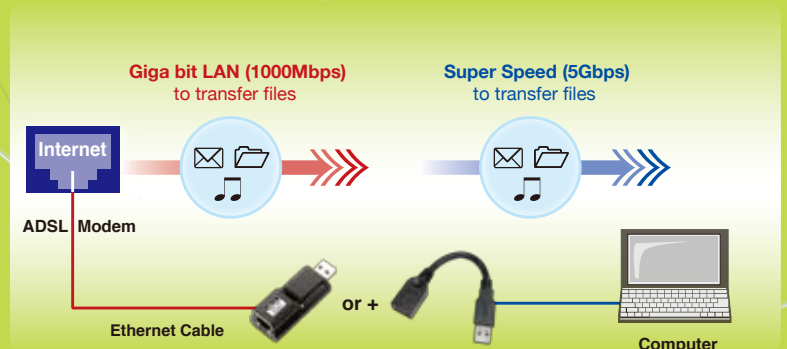 Giga bit LAN (1000Mbps)
to transfer files
Super Speed (5Gbps)
to transfer files
Internet
ADSL Modem
or +
Ethernet Cable
Computer